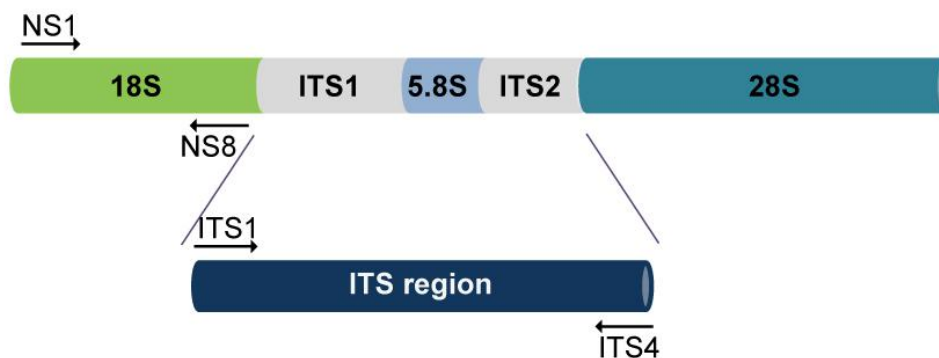 NS1
18S ITS1 5.8S ITS2 28S
NS8
ITS1
ITS region
ITS4